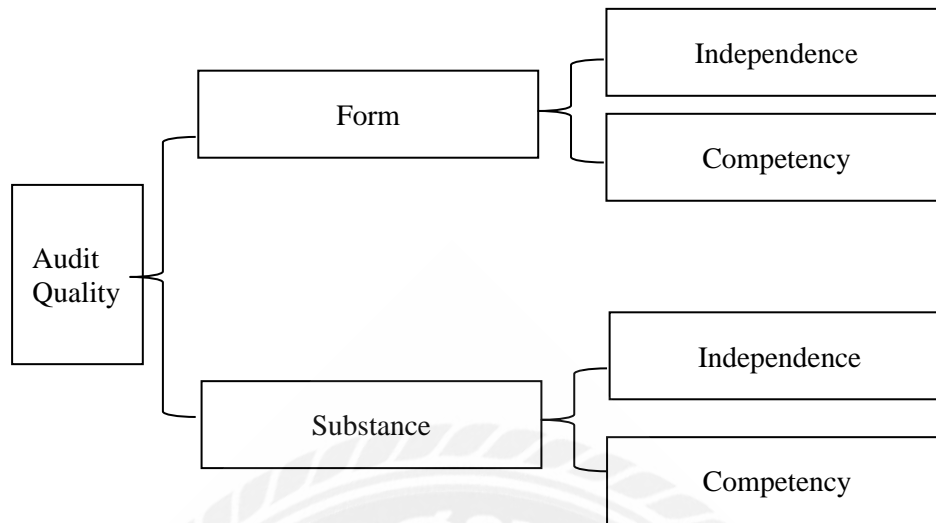 Independence
Form
Competency
Audit
Quality
Independence
Substance
Competency